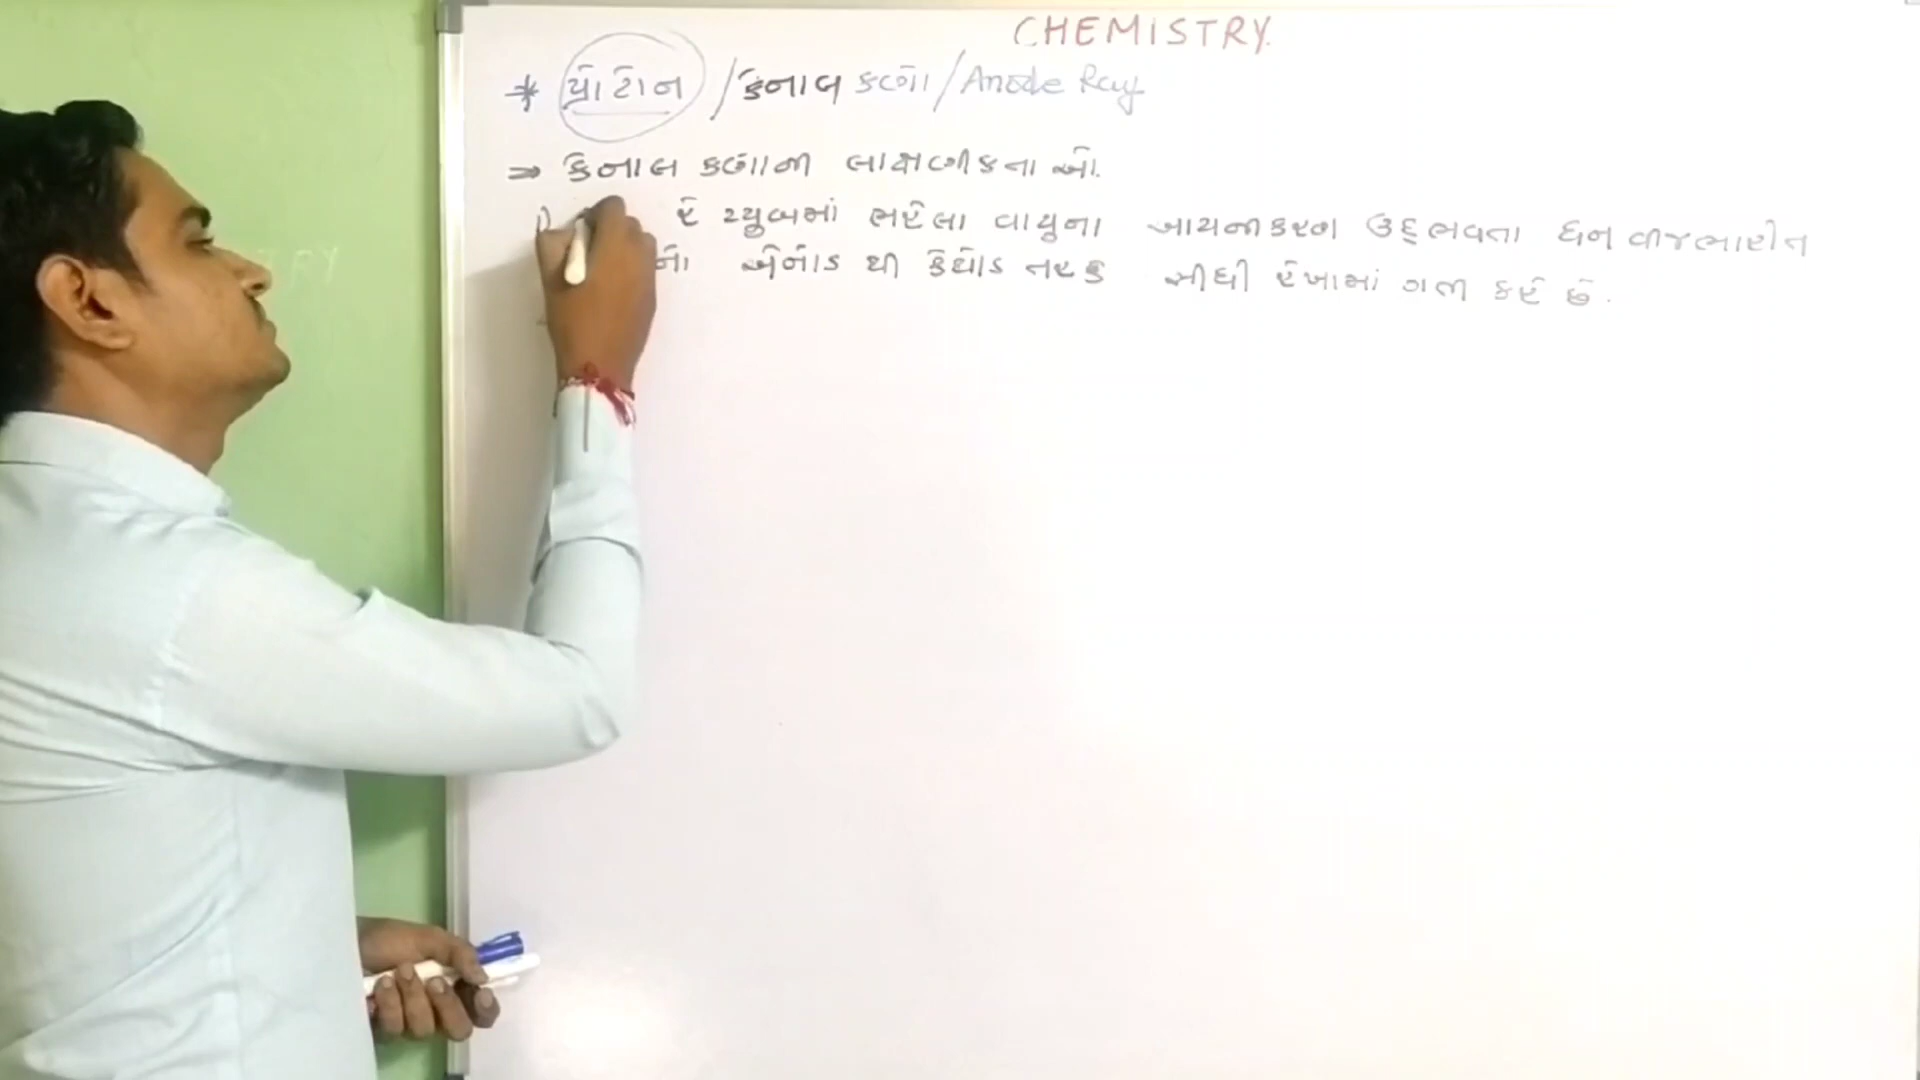 CHEMISTRY.
* પ્રોટોન / કેનાલ કણો / Anode Ray
⇒ કેનાલ કણોની લાક્ષણીકતા ઓ.
1) રે ટ્યુબમાં ભરેલા વાયુના આયનીકરણ ઉદ્ભવતા ધન વીજભારીત
નો એનોડ થી કેથોડ તરફ સીધી રેખામાં ગતી કરે છે.